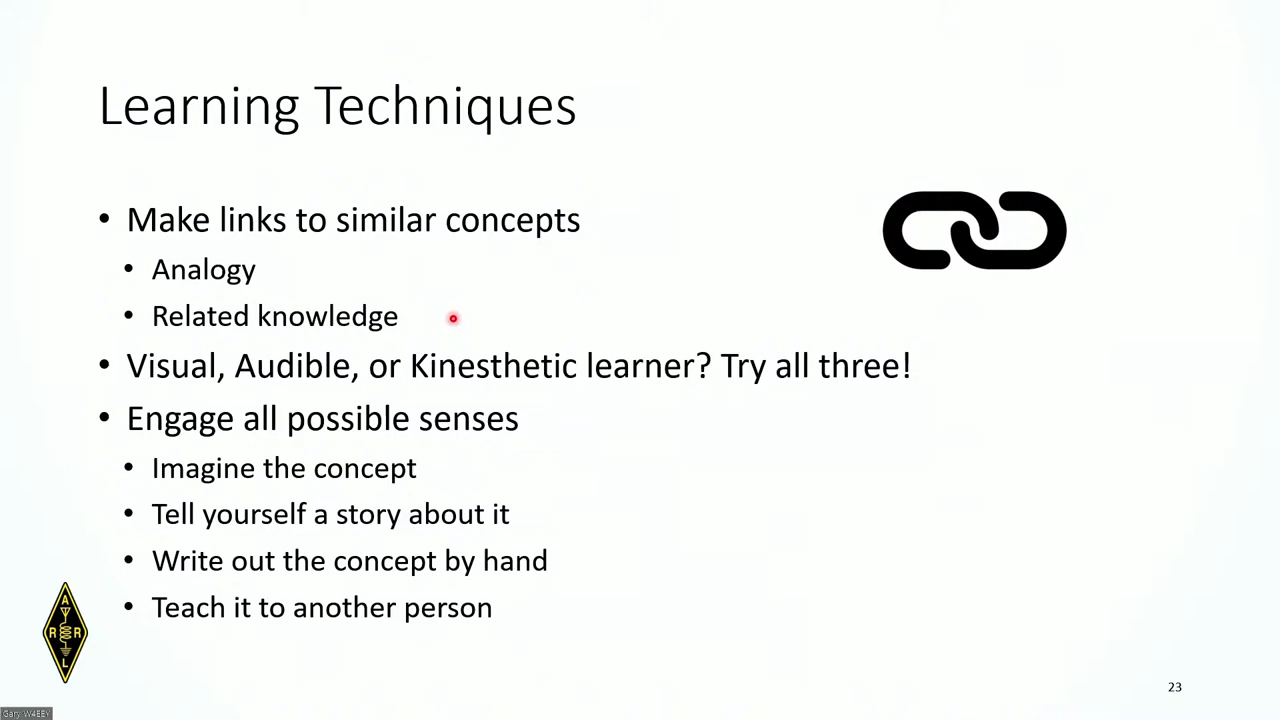 Learning Techniques
• Make links to similar concepts
• Analogy
• Related knowledge
• Visual, Audible, or Kinesthetic learner? Try all three!
• Engage all possible senses
• Imagine the concept
• Tell yourself a story about it
• Write out the concept by hand
• Teach it to another person
A
R R
L
23
Gary W4EEY